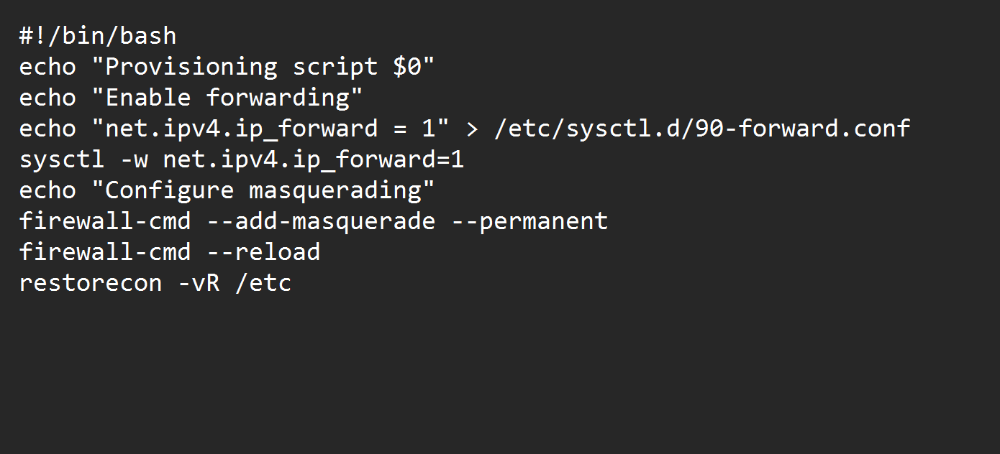 #!/bin/bash
echo "Provisioning script $0"
echo "Enable forwarding"
echo "net.ipv4.ip_forward = 1" > /etc/sysctl.d/90-forward.conf
sysctl -w net.ipv4.ip_forward=1
echo "Configure masquerading"
firewall-cmd --add-masquerade --permanent
firewall-cmd --reload
restorecon -vR /etc